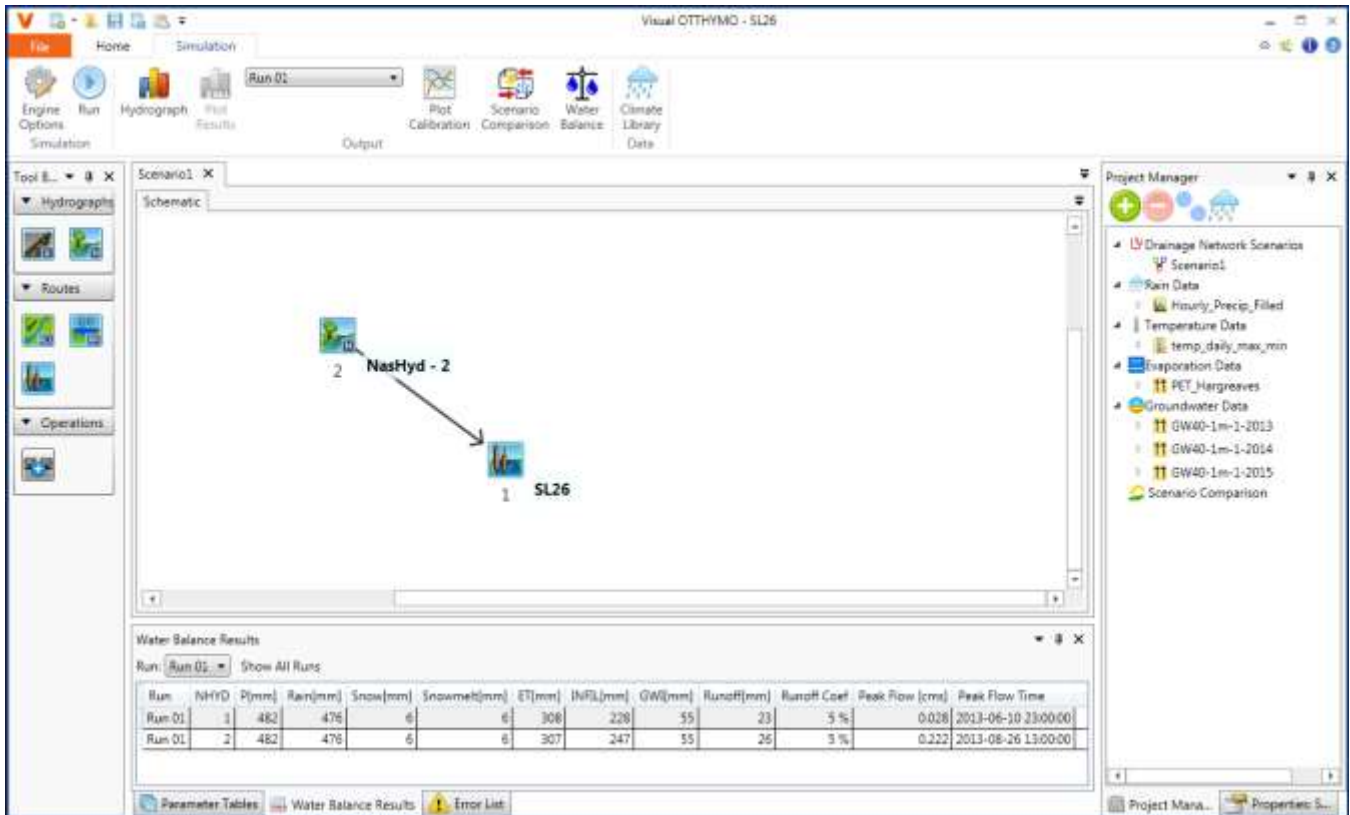 Visual OTTHYMO - SL26
File Home Simulation
Engine Options
Run
Hydrograph
Plot Results
Run 01
Plot Calibration
Scenario Comparison
Water Balance
Climate Library
Simulation Output Data
Tool B...
Hydrographs
Routes
Operations
Scenario1
Schematic
2
NasHyd - 2
1
SL26
Project Manager
Drainage Network Scenarios
Scenario1
Rain Data
Hourly_Precip_Filled
Temperature Data
temp_daily_max_min
Evaporation Data
PET_Hargreaves
Groundwater Data
GW40-1m-1-2013
GW40-1m-1-2014
GW40-1m-1-2015
Scenario Comparison
Water Balance Results
Run: Run 01 Show All Runs
Run NHYD P[mm] Rain[mm] Snow[mm] Snowmelt[mm] ET[mm] INFIL[mm] GWI[mm] Runoff[mm] Runoff Coef Peak Flow (cms) Peak Flow Time
Run 01 1 482 476 6 6 308 228 55 23 5 % 0.028 2013-06-10 23:00:00
Run 01 2 482 476 6 6 307 247 55 26 5 % 0.222 2013-08-26 13:00:00
Parameter Tables Water Balance Results Error List
Project Mana... Properties: S...